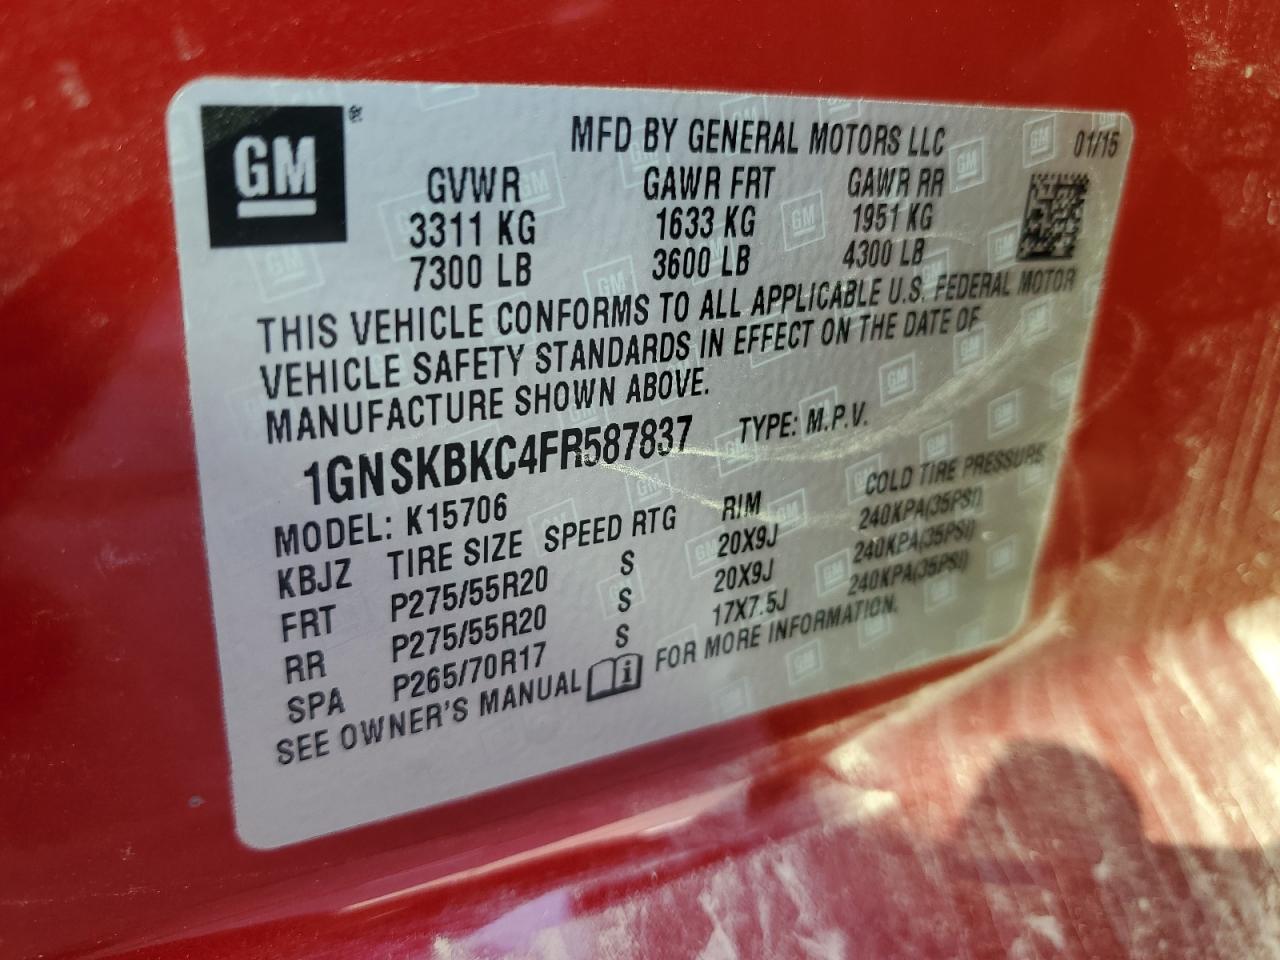 GM
MFD BY GENERAL MOTORS LLC 01/15
GVWR GAWR FRT GAWR RR
3311 KG 1633 KG 1951 KG
7300 LB 3600 LB 4300 LB
THIS VEHICLE CONFORMS TO ALL APPLICABLE U.S. FEDERAL MOTOR
VEHICLE SAFETY STANDARDS IN EFFECT ON THE DATE OF
MANUFACTURE SHOWN ABOVE.
1GNSKBKC4FR587837 TYPE: M.P.V.
MODEL: K15706
KBJZ TIRE SIZE SPEED RTG RIM COLD TIRE PRESSURE
FRT P275/55R20 S 20X9J 240KPA(35PSI)
RR P275/55R20 S 20X9J 240KPA(35PSI)
SPA P265/70R17 S 17X7.5J 240KPA(35PSI)
SEE OWNER'S MANUAL FOR MORE INFORMATION.